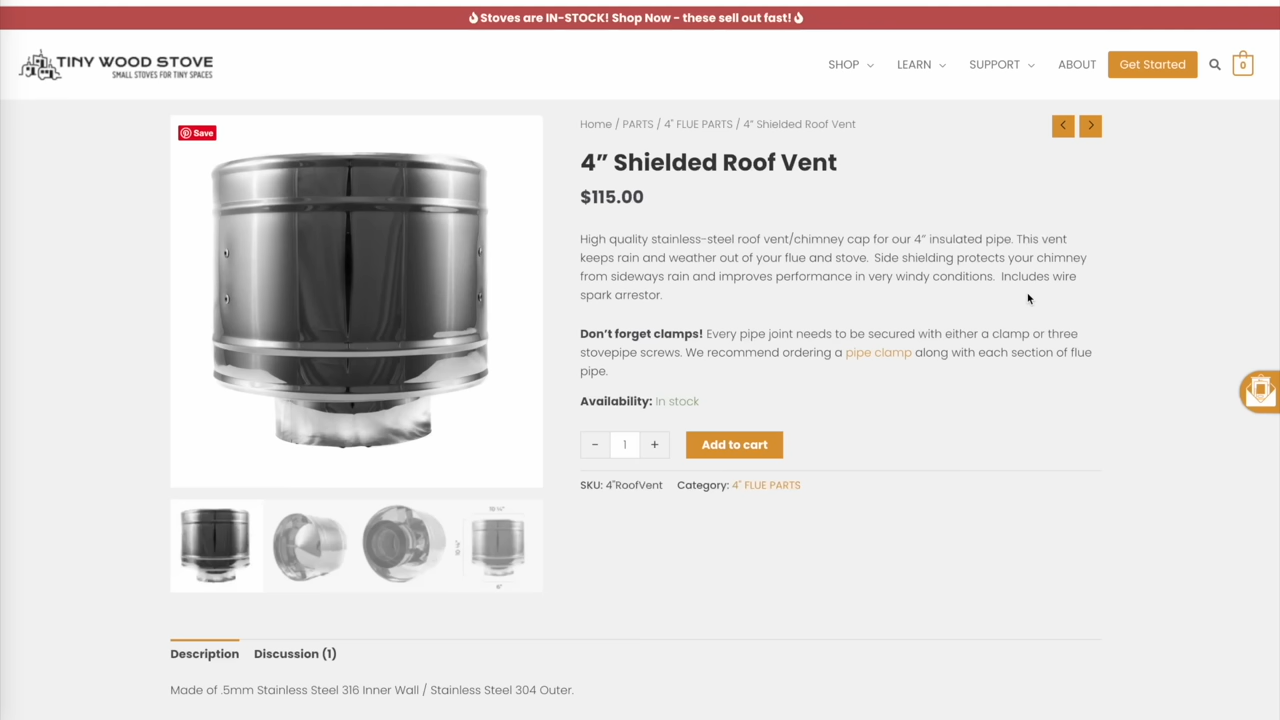 Stoves are IN-STOCK! Shop Now - these sell out fast!
TINY WOOD STOVE
SMALL STOVES FOR TINY SPACES
SHOP LEARN SUPPORT ABOUT Get Started 0
Save
Home / PARTS / 4" FLUE PARTS / 4” Shielded Roof Vent
4” Shielded Roof Vent
$115.00
High quality stainless-steel roof vent/chimney cap for our 4” insulated pipe. This vent
keeps rain and weather out of your flue and stove. Side shielding protects your chimney
from sideways rain and improves performance in very windy conditions. Includes wire
spark arrestor.
Don’t forget clamps! Every pipe joint needs to be secured with either a clamp or three
stovepipe screws. We recommend ordering a pipe clamp along with each section of flue
pipe.
Availability: In stock
- 1 + Add to cart
SKU: 4"RoofVent Category: 4" FLUE PARTS
10 ¼"
6"
Description Discussion (1)
Made of .5mm Stainless Steel 316 Inner Wall / Stainless Steel 304 Outer.